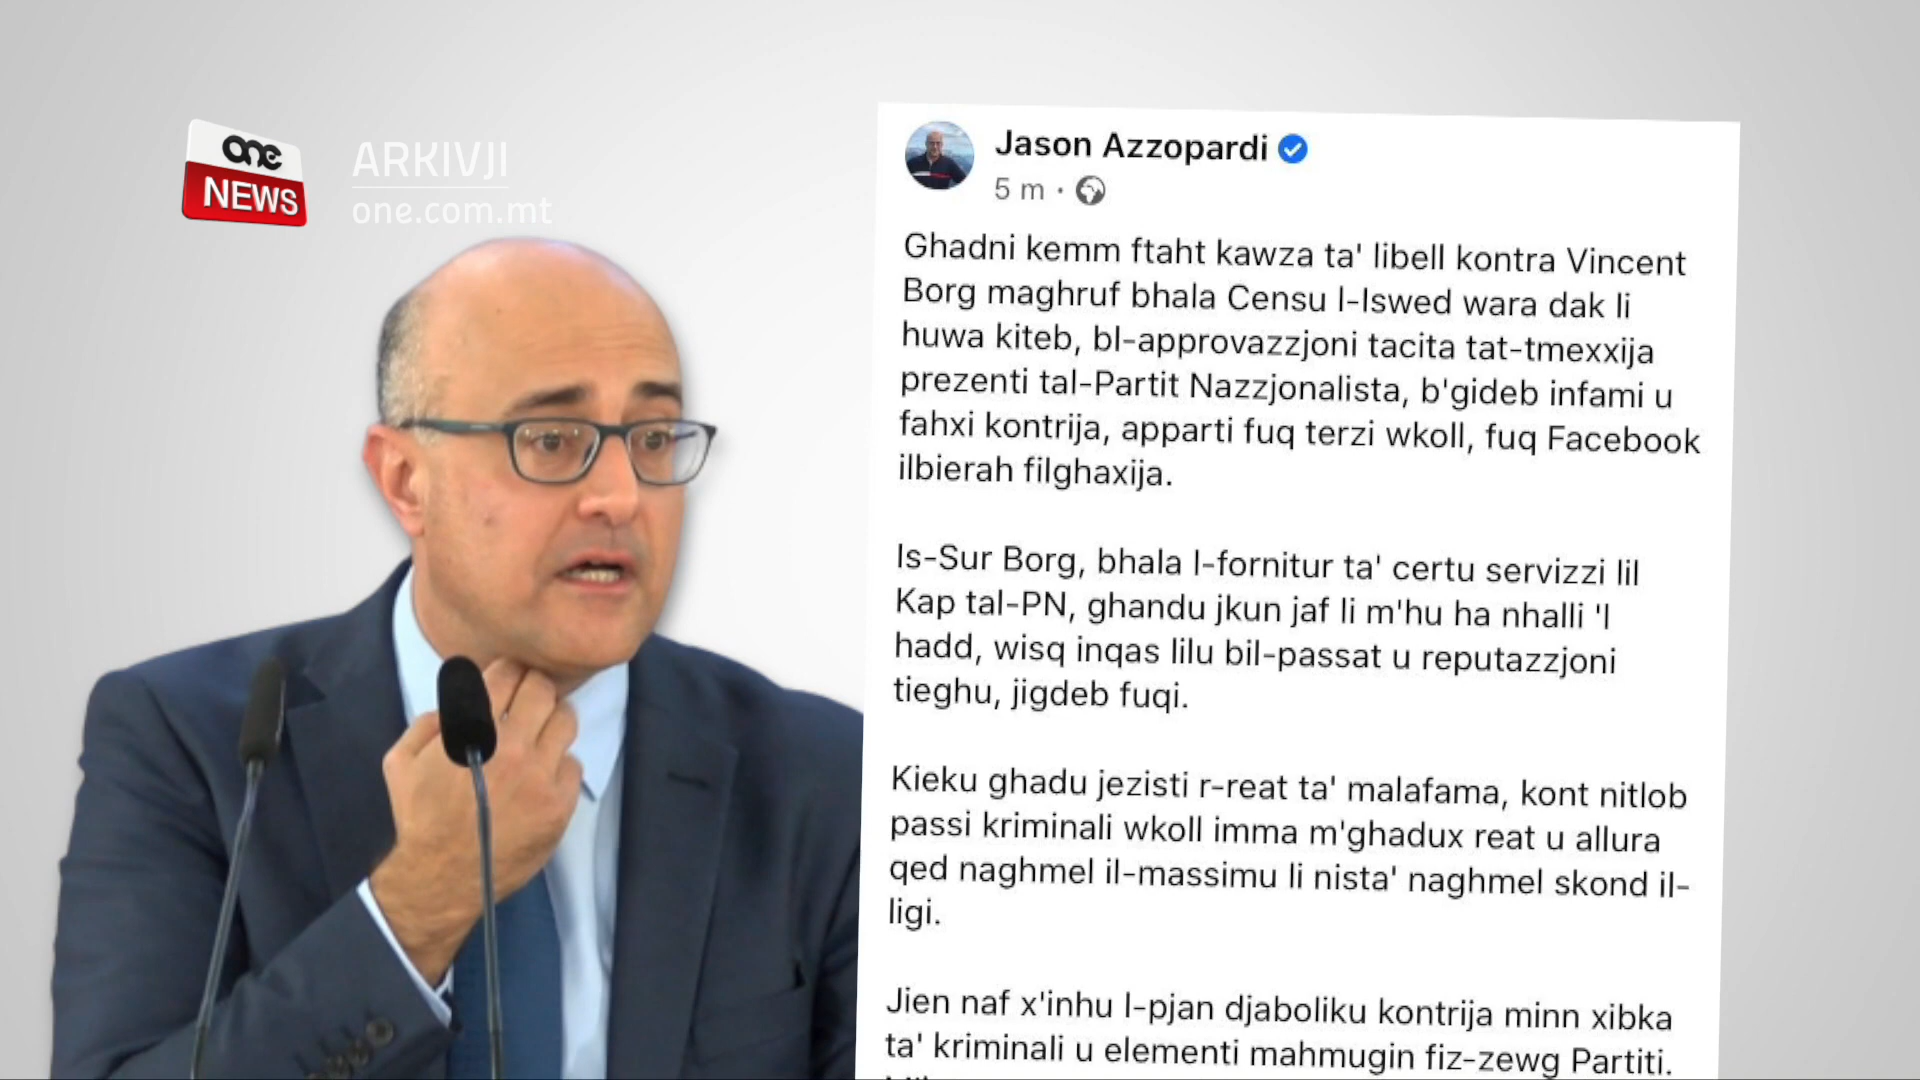 one
NEWS
ARKIVJI
one.com.mt
Jason Azzopardi
5 m ·
Ghadni kemm ftaht kawza ta' libell kontra Vincent
Borg maghruf bhala Censu l-Iswed wara dak li
huwa kiteb, bl-approvazzjoni tacita tat-tmexxija
prezenti tal-Partit Nazzjonalista, b'gideb infami u
fahxi kontrija, apparti fuq terzi wkoll, fuq Facebook
ilbierah filghaxija.
Is-Sur Borg, bhala l-fornitur ta' certu servizzi lil
Kap tal-PN, ghandu jkun jaf li m'hu ha nhalli 'l
hadd, wisq inqas lilu bil-passat u reputazzjoni
tieghu, jigdeb fuqi.
Kieku ghadu jezisti r-reat ta' malafama, kont nitlob
passi kriminali wkoll imma m'ghadux reat u allura
qed naghmel il-massimu li nista' naghmel skond il-
ligi.
Jien naf x'inhu l-pjan djaboliku kontrija minn xibka
ta' kriminali u elementi mahmugin fiz-zewg Partiti.